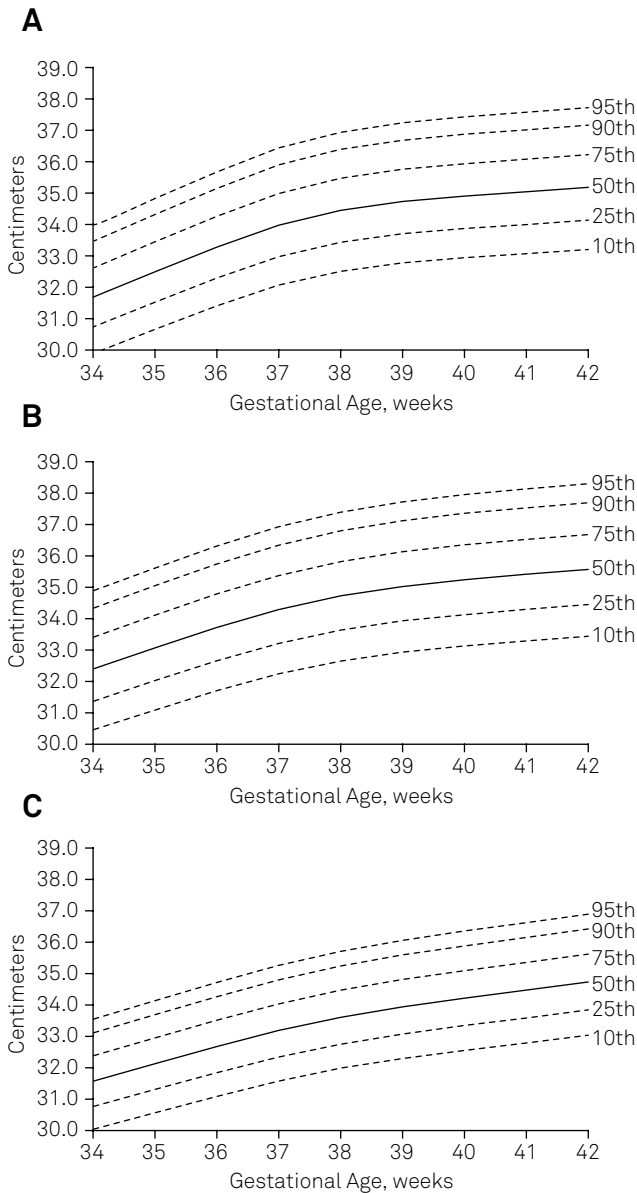 A
39.0
38.0
37.0
36.0
35.0
34.0
33.0
32.0
31.0
30.0
Centimeters
95th
90th
75th
50th
25th
10th
34 35 36 37 38 39 40 41 42
Gestational Age, weeks
B
39.0
38.0
37.0
36.0
35.0
34.0
33.0
32.0
31.0
30.0
Centimeters
95th
90th
75th
50th
25th
10th
34 35 36 37 38 39 40 41 42
Gestational Age, weeks
C
39.0
38.0
37.0
36.0
35.0
34.0
33.0
32.0
31.0
30.0
Centimeters
95th
90th
75th
50th
25th
10th
34 35 36 37 38 39 40 41 42
Gestational Age, weeks